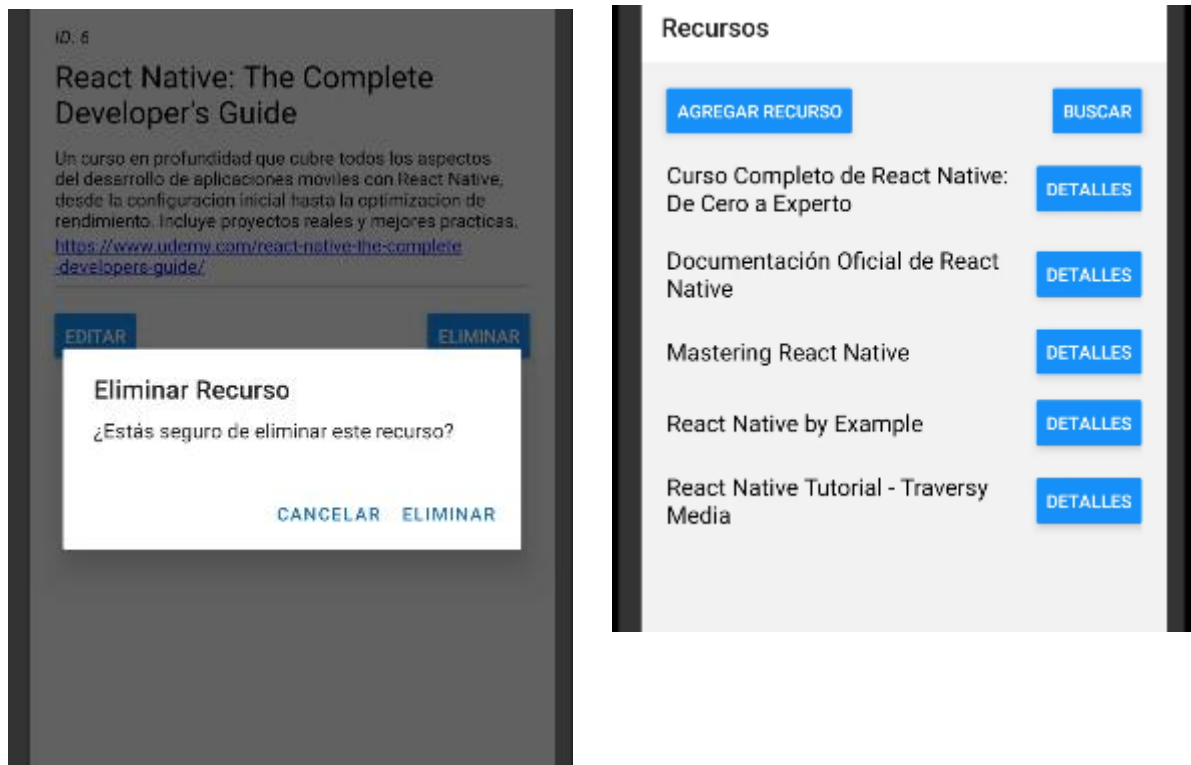 ID: 6
React Native: The Complete
Developer's Guide
Un curso en profundidad que cubre todos los aspectos
del desarrollo de aplicaciones moviles con React Native,
desde la configuracion inicial hasta la optimizacion de
rendimiento. Incluye proyectos reales y mejores practicas.
https://www.udemy.com/react-native-the-complete
-developers-guide/
EDITAR
ELIMINAR
Eliminar Recurso
¿Estás seguro de eliminar este recurso?
CANCELAR ELIMINAR
Recursos
AGREGAR RECURSO
BUSCAR
Curso Completo de React Native:
De Cero a Experto
DETALLES
Documentación Oficial de React
Native
DETALLES
Mastering React Native
DETALLES
React Native by Example
DETALLES
React Native Tutorial - Traversy
Media
DETALLES